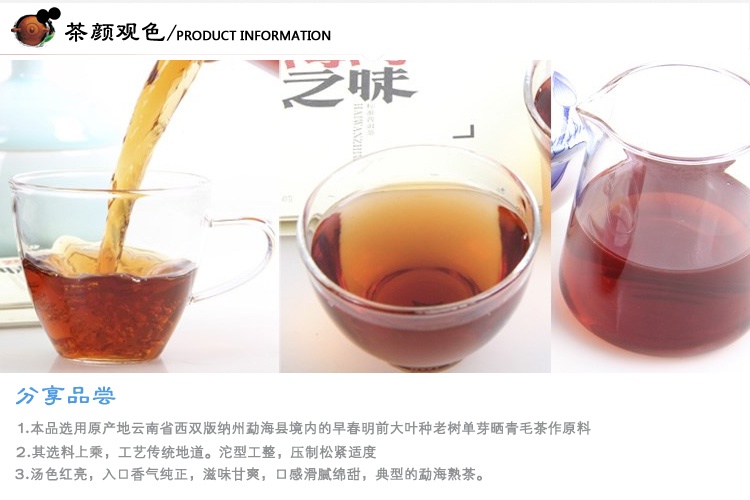 茶颜观色/PRODUCT INFORMATION
之味
HAIWANZHE
分享品尝
1.本品选用原产地云南省西双版纳州勐海县境内的早春明前大叶种老树单芽晒青毛茶作原料
2.其选料上乘，工艺传统地道。沱型工整，压制松紧适度
3.汤色红亮，入口香气纯正，滋味甘爽，口感滑腻绵甜，典型的勐海熟茶。